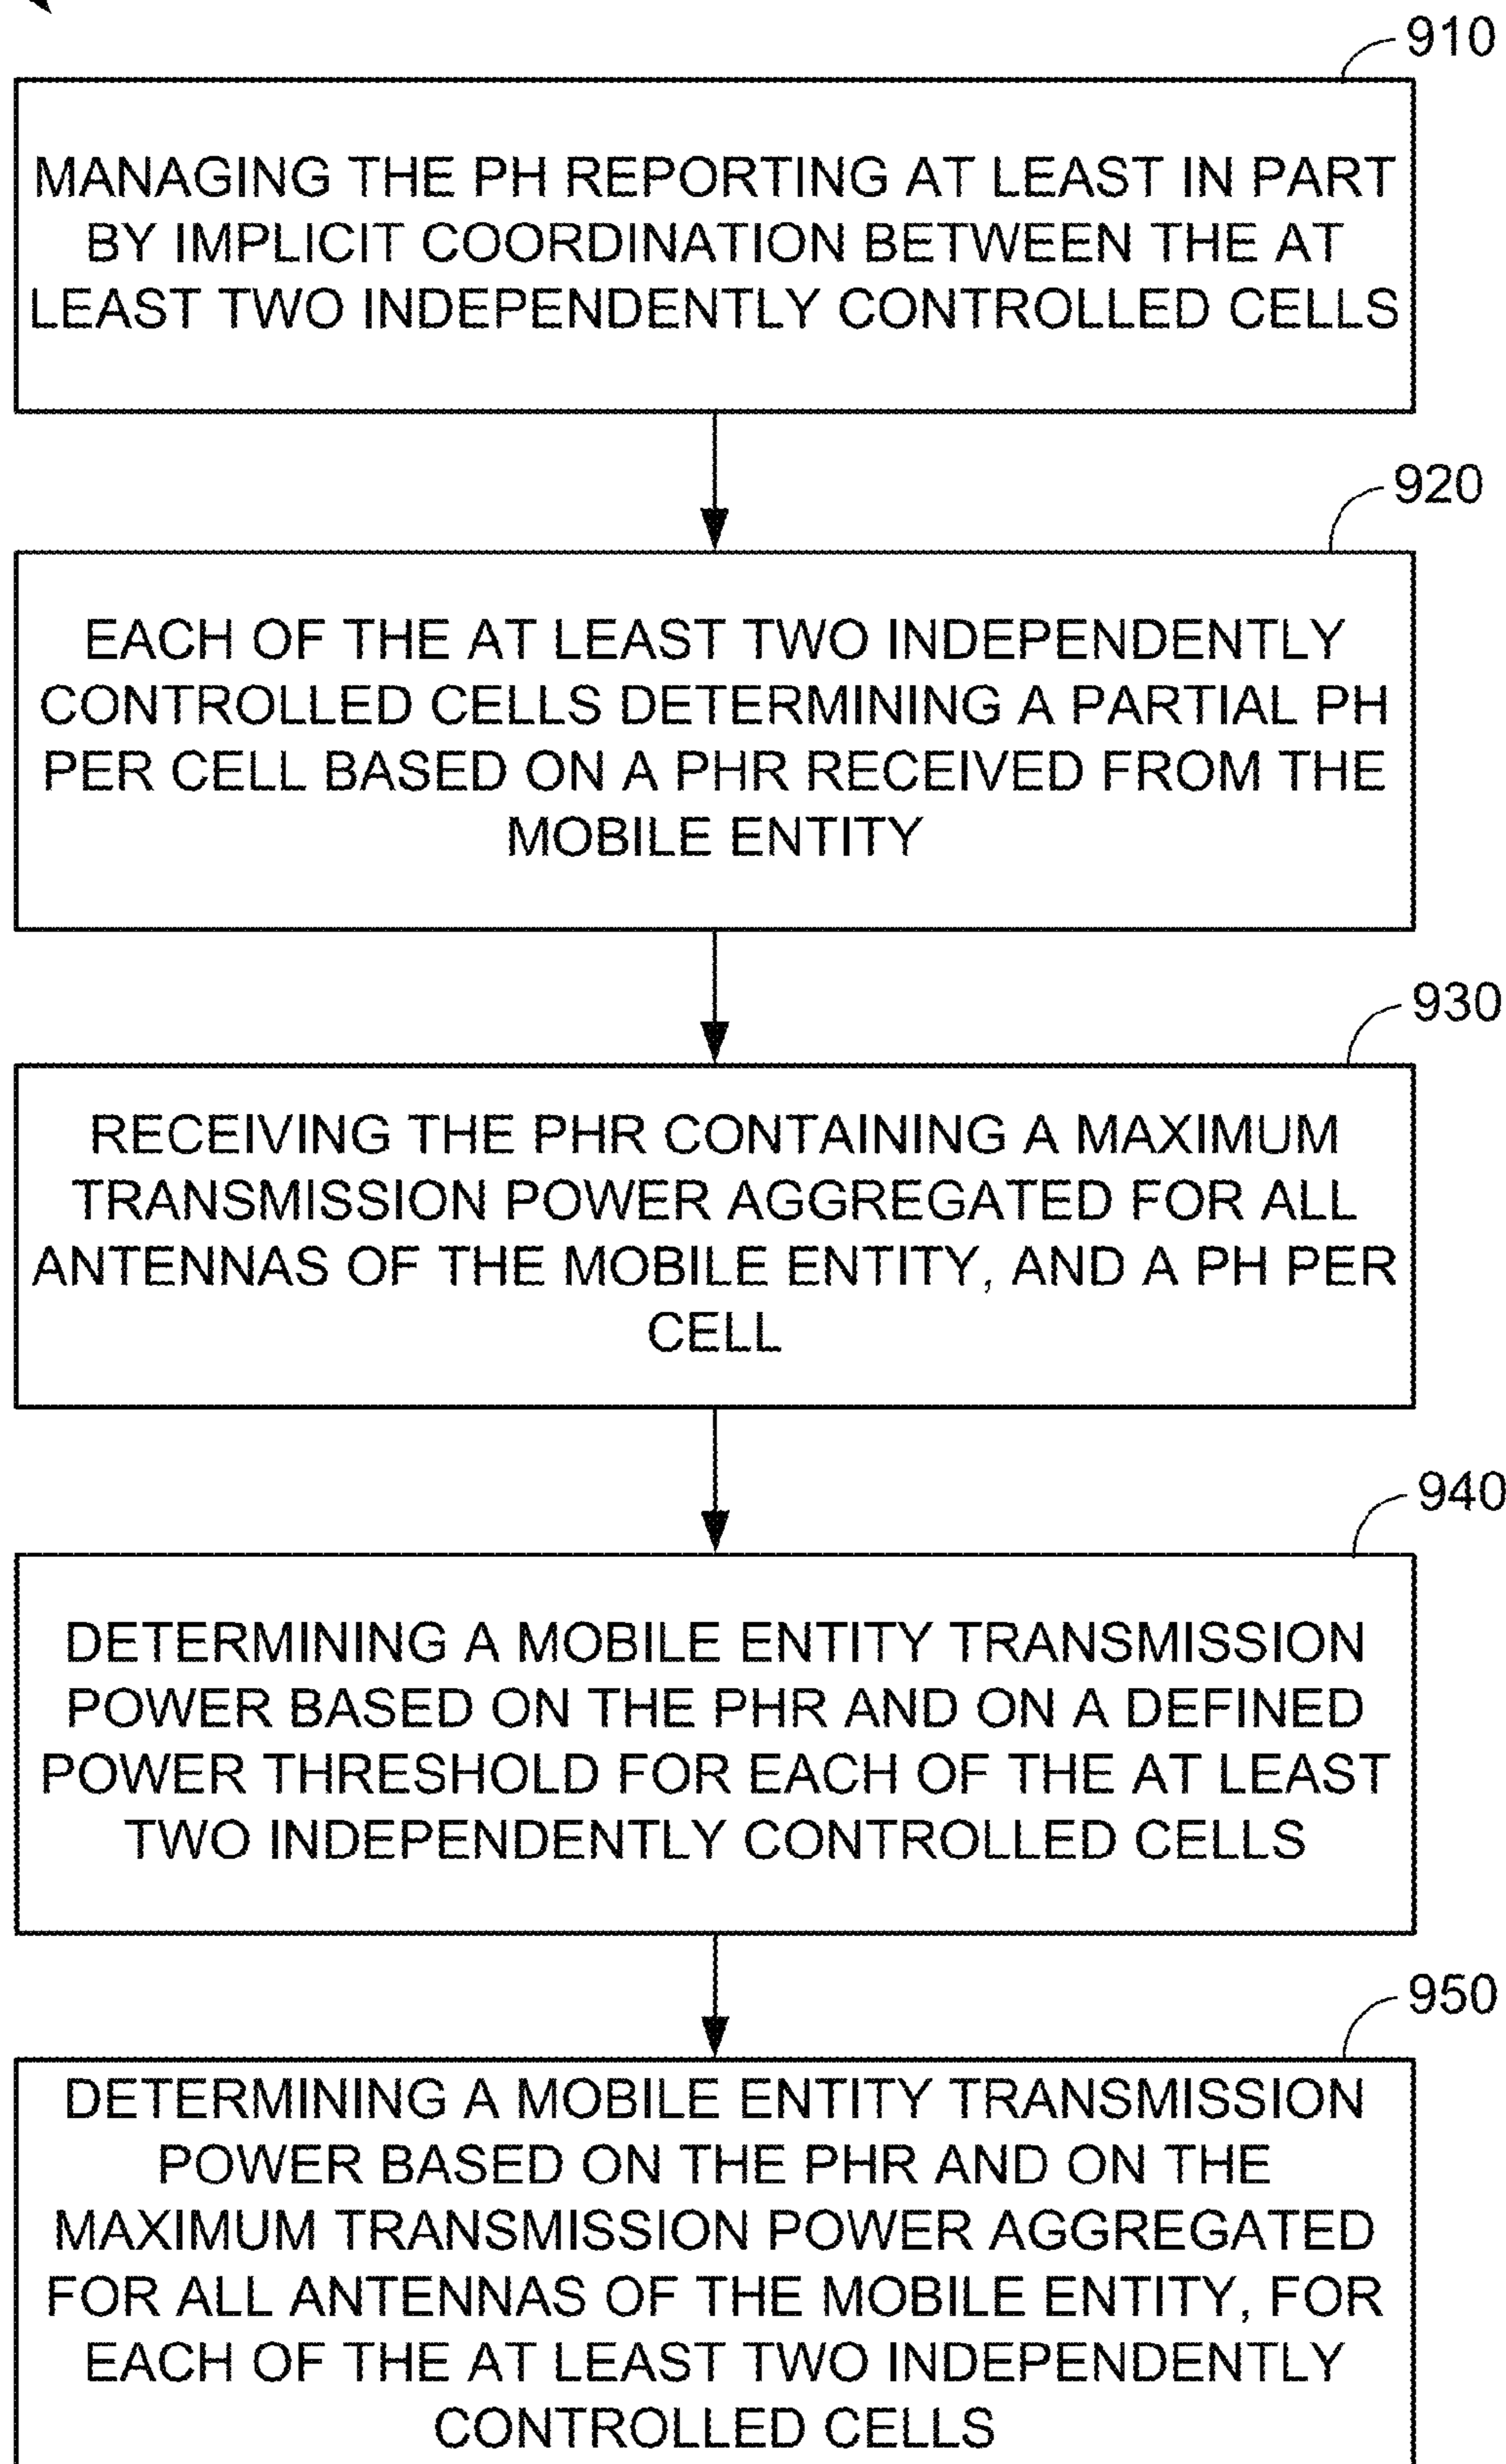 910
MANAGING THE PH REPORTING AT LEAST IN PART
BY IMPLICIT COORDINATION BETWEEN THE AT
LEAST TWO INDEPENDENTLY CONTROLLED CELLS
920
EACH OF THE AT LEAST TWO INDEPENDENTLY
CONTROLLED CELLS DETERMINING A PARTIAL PH
PER CELL BASED ON A PHR RECEIVED FROM THE
MOBILE ENTITY
930
RECEIVING THE PHR CONTAINING A MAXIMUM
TRANSMISSION POWER AGGREGATED FOR ALL
ANTENNAS OF THE MOBILE ENTITY, AND A PH PER
CELL
940
DETERMINING A MOBILE ENTITY TRANSMISSION
POWER BASED ON THE PHR AND ON A DEFINED
POWER THRESHOLD FOR EACH OF THE AT LEAST
TWO INDEPENDENTLY CONTROLLED CELLS
950
DETERMINING A MOBILE ENTITY TRANSMISSION
POWER BASED ON THE PHR AND ON THE
MAXIMUM TRANSMISSION POWER AGGREGATED
FOR ALL ANTENNAS OF THE MOBILE ENTITY, FOR
EACH OF THE AT LEAST TWO INDEPENDENTLY
CONTROLLED CELLS